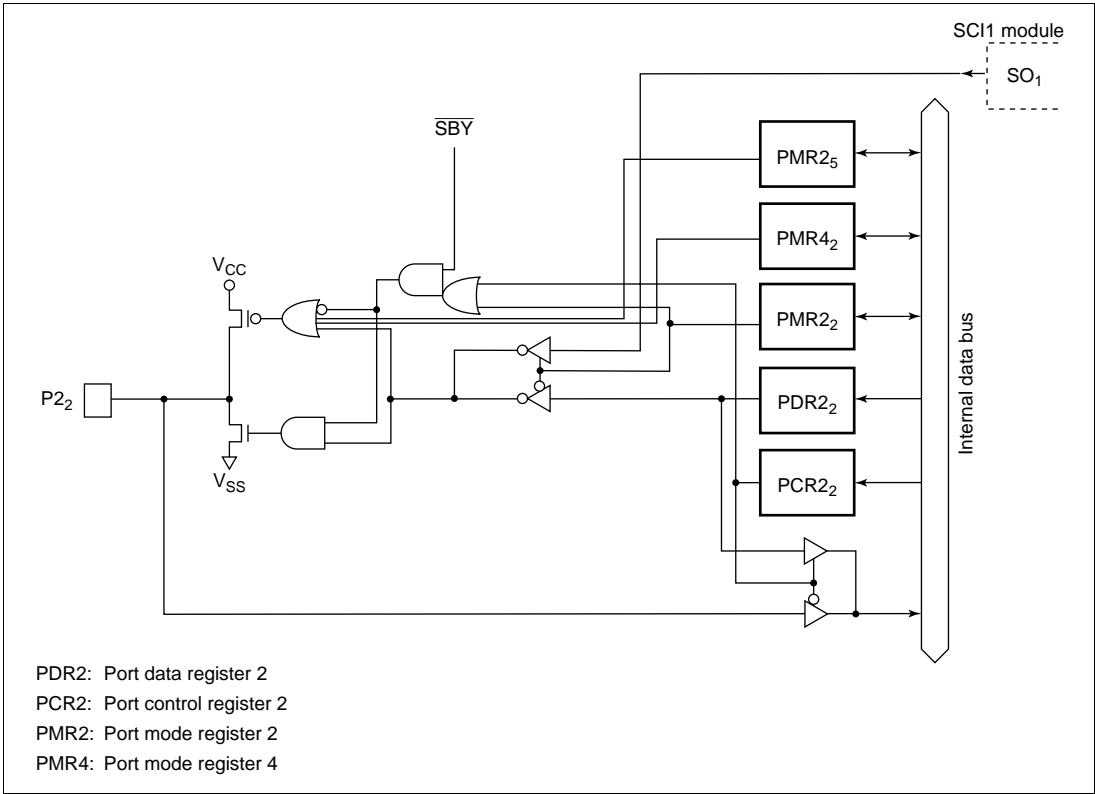 SCI1 module
SO1
SBY
PMR25
PMR42
VCC
PMR22
P22
PDR22
Internal data bus
VSS
PCR22
PDR2: Port data register 2
PCR2: Port control register 2
PMR2: Port mode register 2
PMR4: Port mode register 4